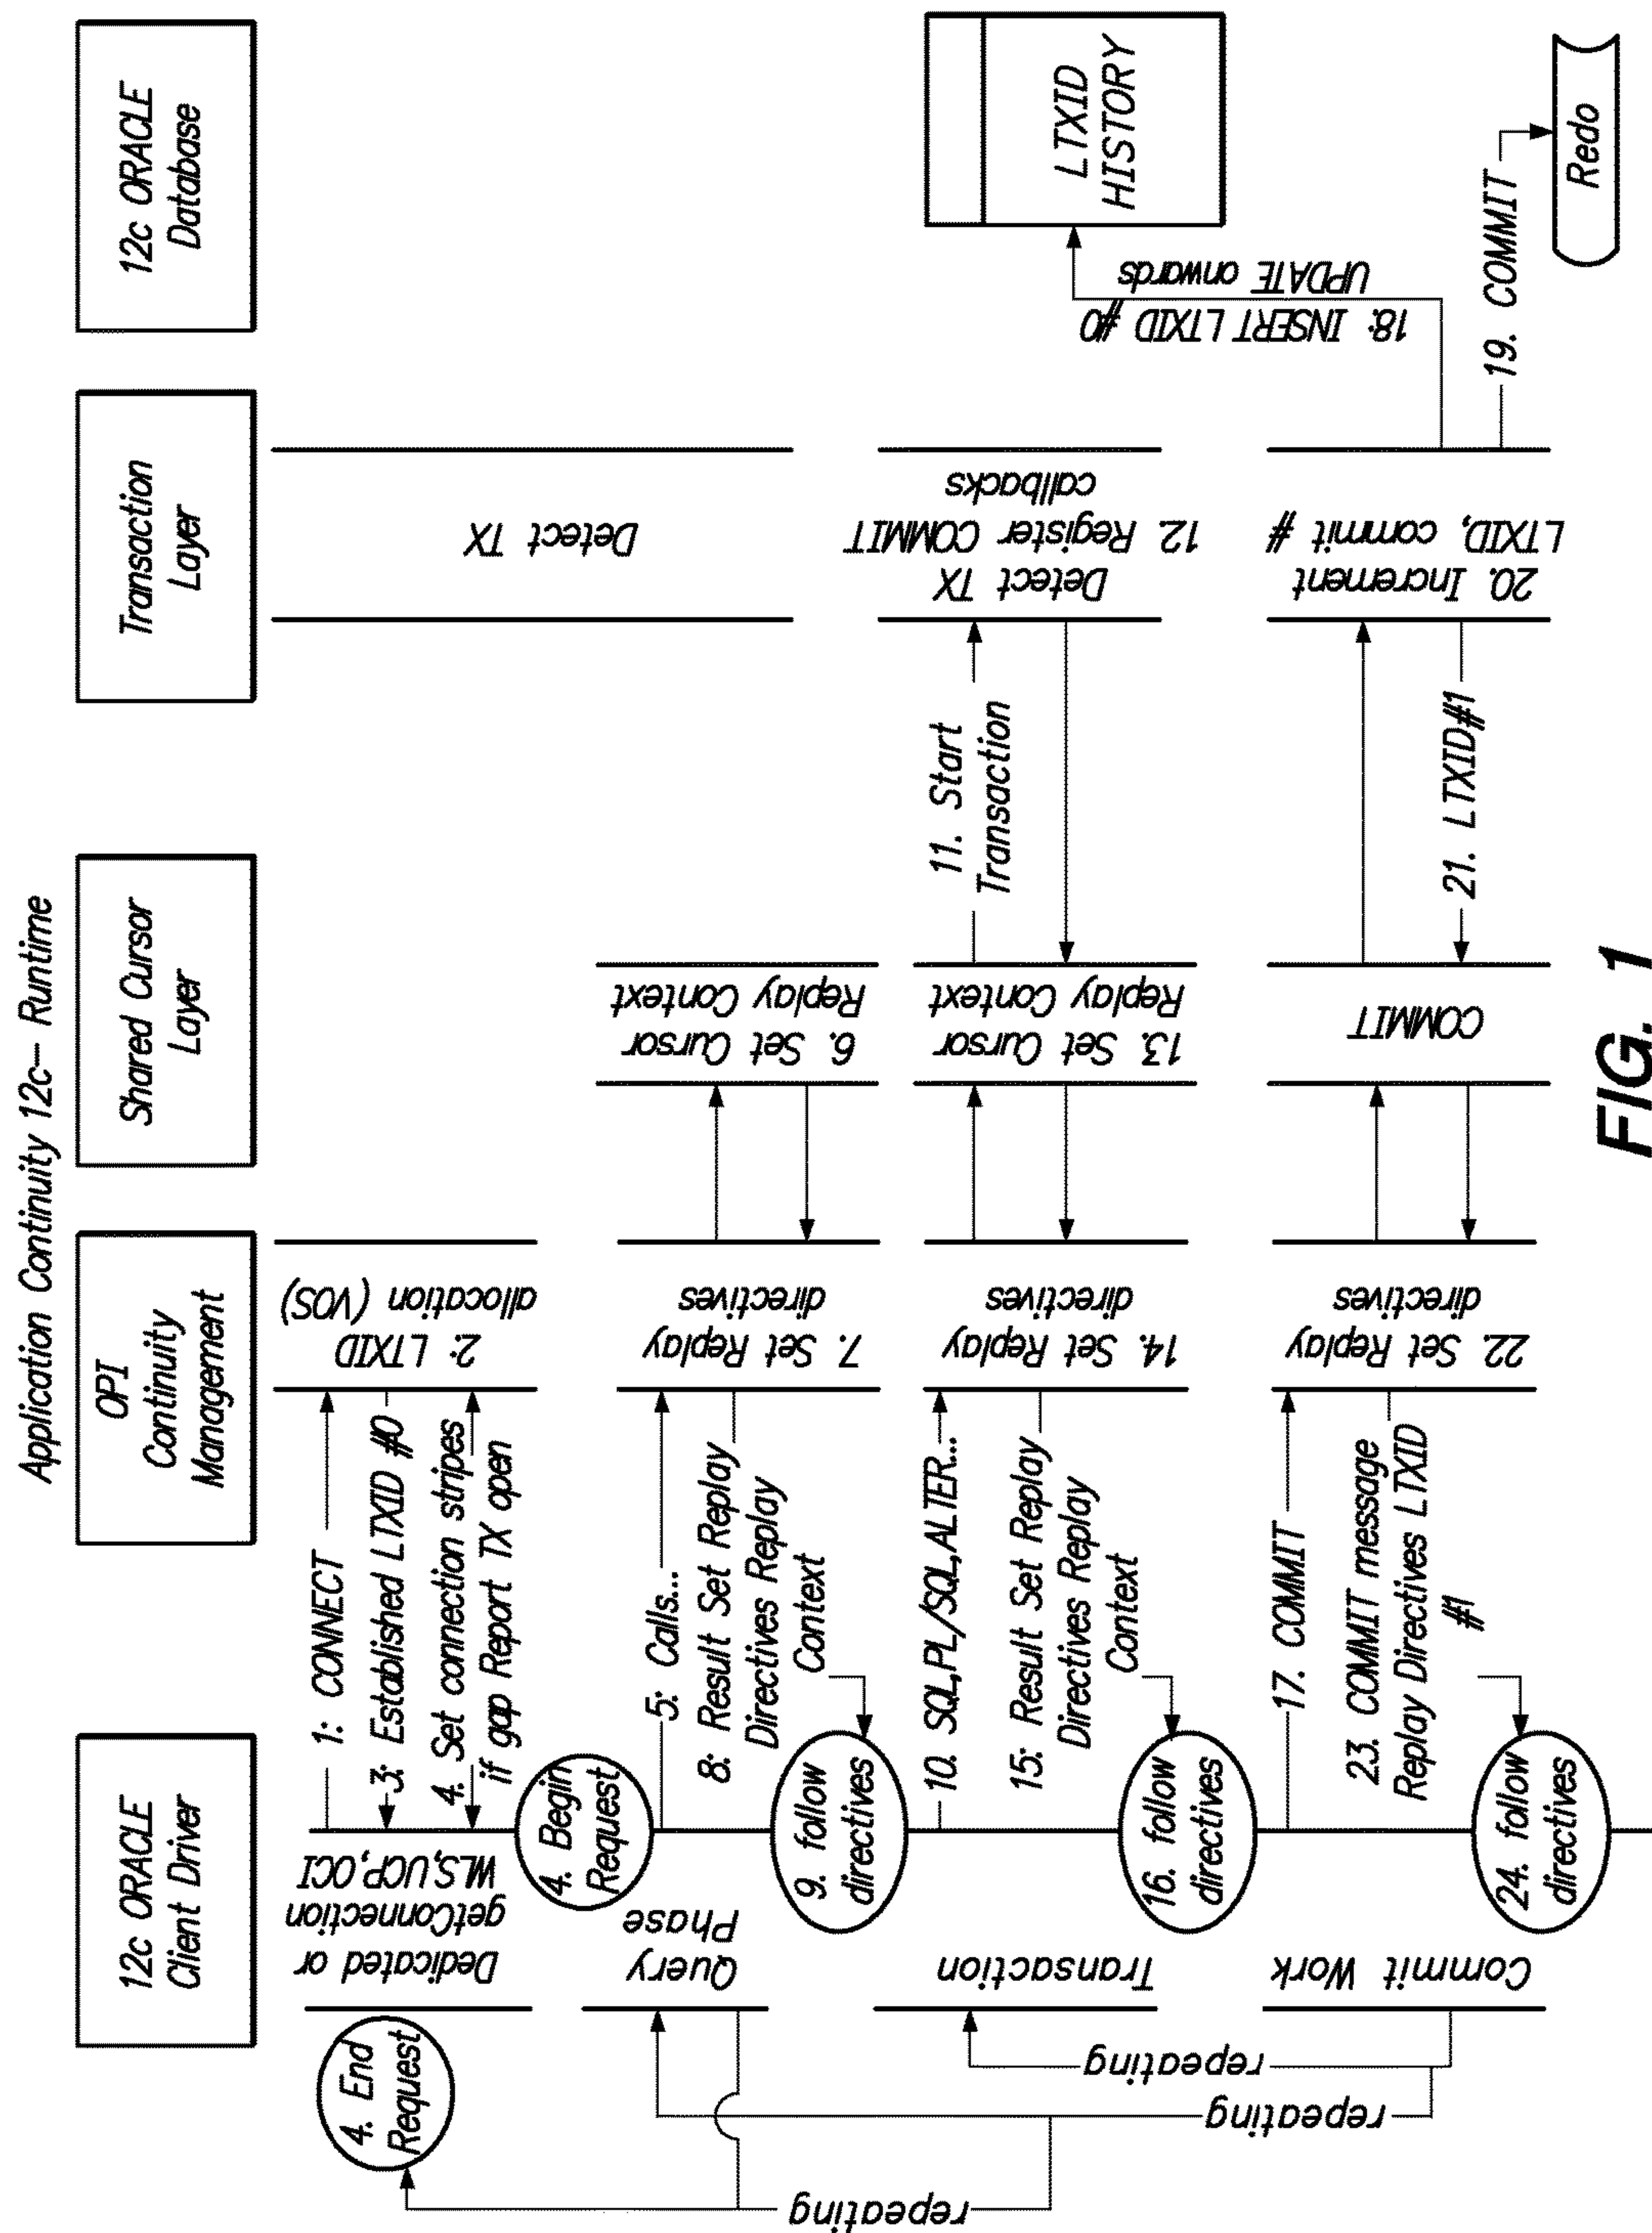 Application Continuity 12c– Runtime
12c ORACLE
Client Driver
OPI
Continuity
Management
Shared Cursor
Layer
Transaction
Layer
12c ORACLE
Database
4. End
Request
Dedicated or
getConnection
WLS,UCP,OCI
1: CONNECT
3: Established LTXID #0
4. Set connection stripes
if gap Report TX open
2: LTXID
allocation (VOS)
Detect TX
4. Begin
Request
Query
Phase
5: Calls...
8: Result Set Replay
Directives Replay
Context
7. Set Replay
directives
6. Set Cursor
Replay Context
9. follow
directives
Transaction
10. SQL,PL/SQL,ALTER...
15: Result Set Replay
Directives Replay
Context
14. Set Replay
directives
13. Set Cursor
Replay Context
11. Start
Transaction
Detect TX
12. Register COMMIT
callbacks
LTXID
HISTORY
16. follow
directives
Commit Work
17. COMMIT
23. COMMIT message
Replay Directives LTXID
#1
22. Set Replay
directives
COMMIT
21. LTXID#1
20. Increment
LTXID, commit #
18: INSERT LTXID #0
UPDATE onwards
19. COMMIT
Redo
24. follow
directives
repeating
repeating
repeating
FIG. 1